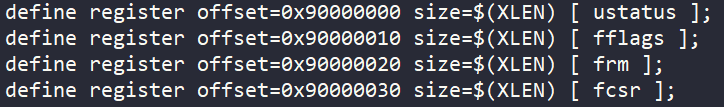 define register offset=0x90000000 size=$(XLEN) [ ustatus ];
define register offset=0x90000010 size=$(XLEN) [ fflags ];
define register offset=0x90000020 size=$(XLEN) [ frm ];
define register offset=0x90000030 size=$(XLEN) [ fcsr ];